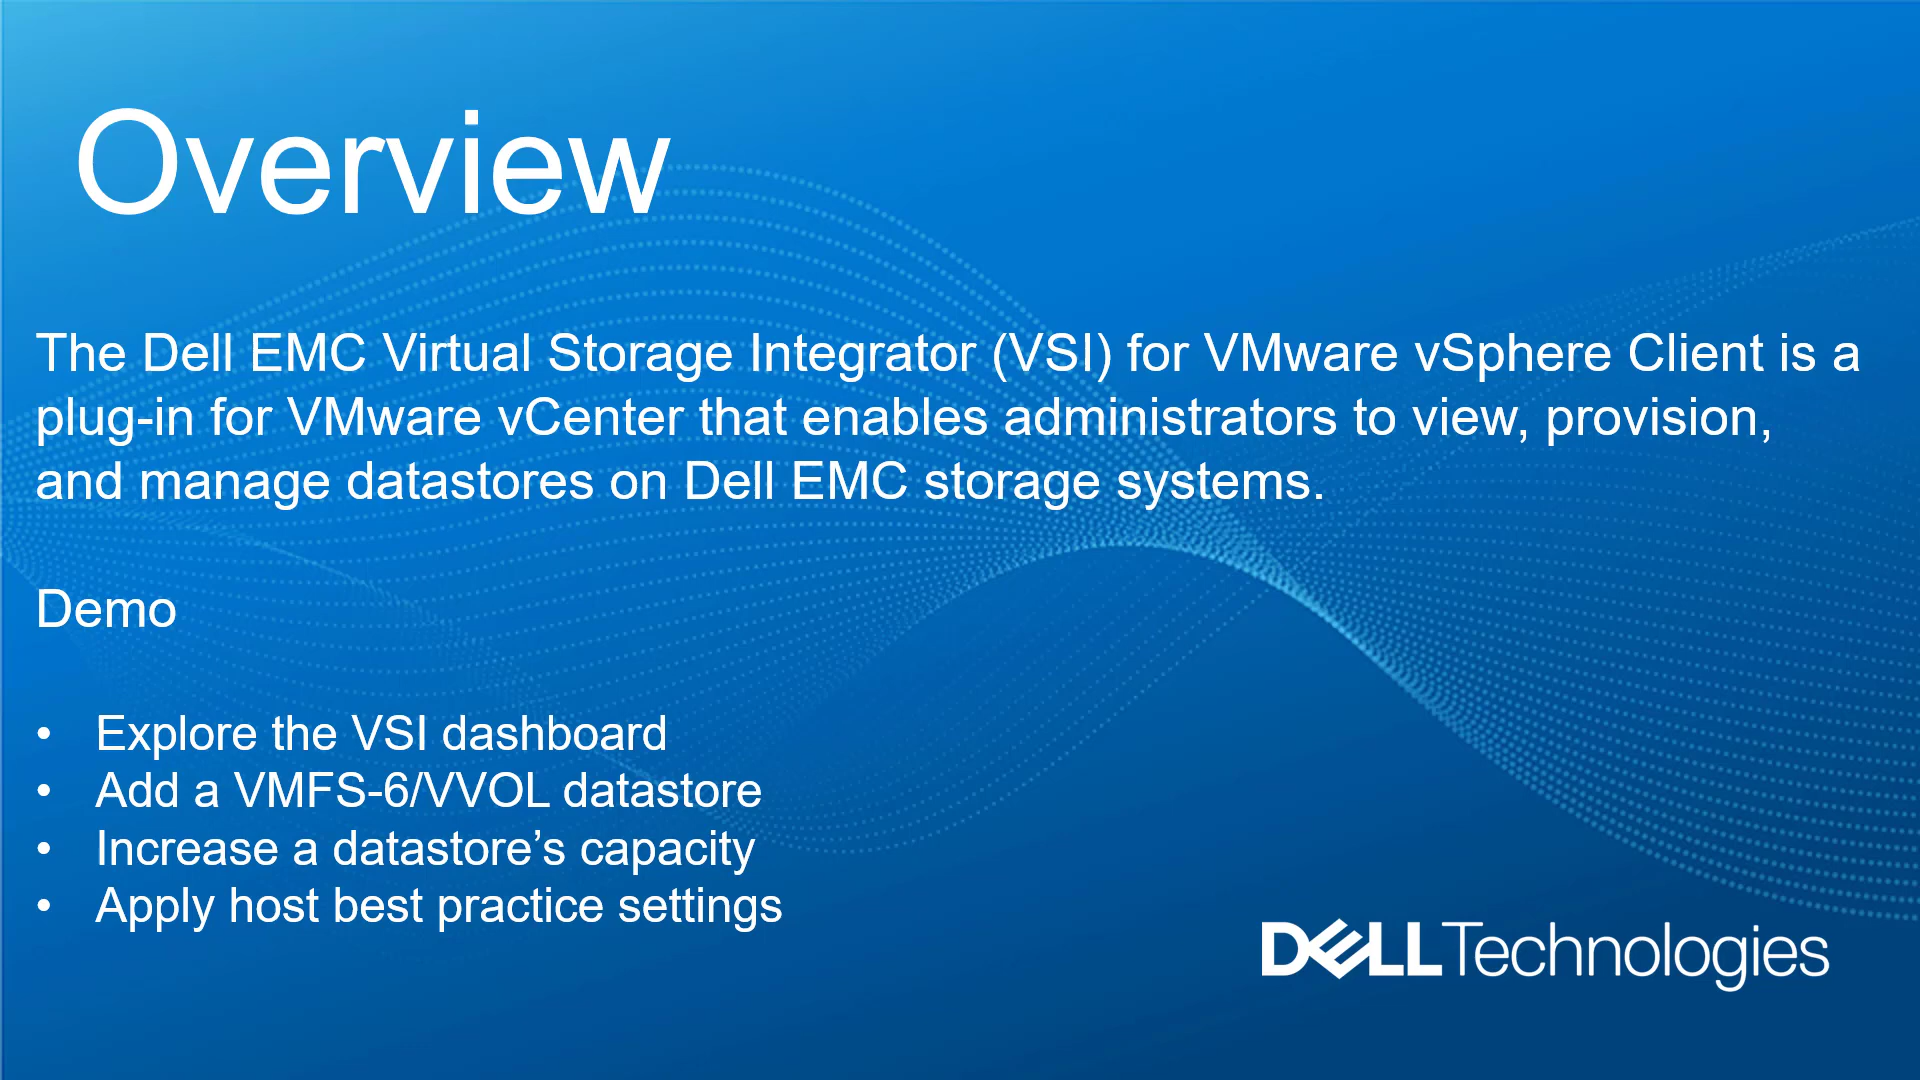 Overview
The Dell EMC Virtual Storage Integrator (VSI) for VMware vSphere Client is a
plug-in for VMware vCenter that enables administrators to view, provision,
and manage datastores on Dell EMC storage systems.
Demo
• Explore the VSI dashboard
• Add a VMFS-6/VVOL datastore
• Increase a datastore’s capacity
• Apply host best practice settings
DELL Technologies